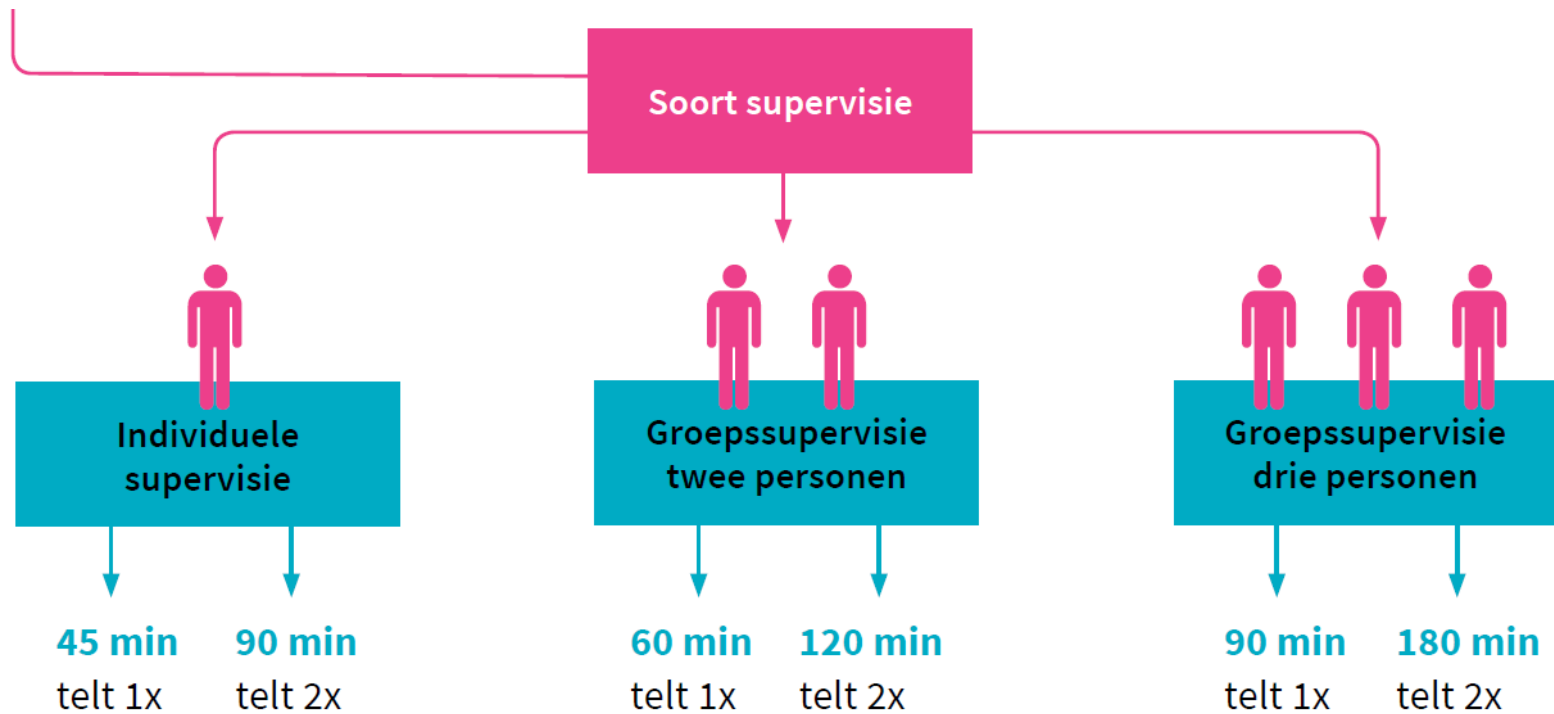 Soort supervisie
Individuele
supervisie
Groepssupervisie
twee personen
Groepssupervisie
drie personen
45 min
telt 1x
90 min
telt 2x
60 min
telt 1x
120 min
telt 2x
90 min
telt 1x
180 min
telt 2x